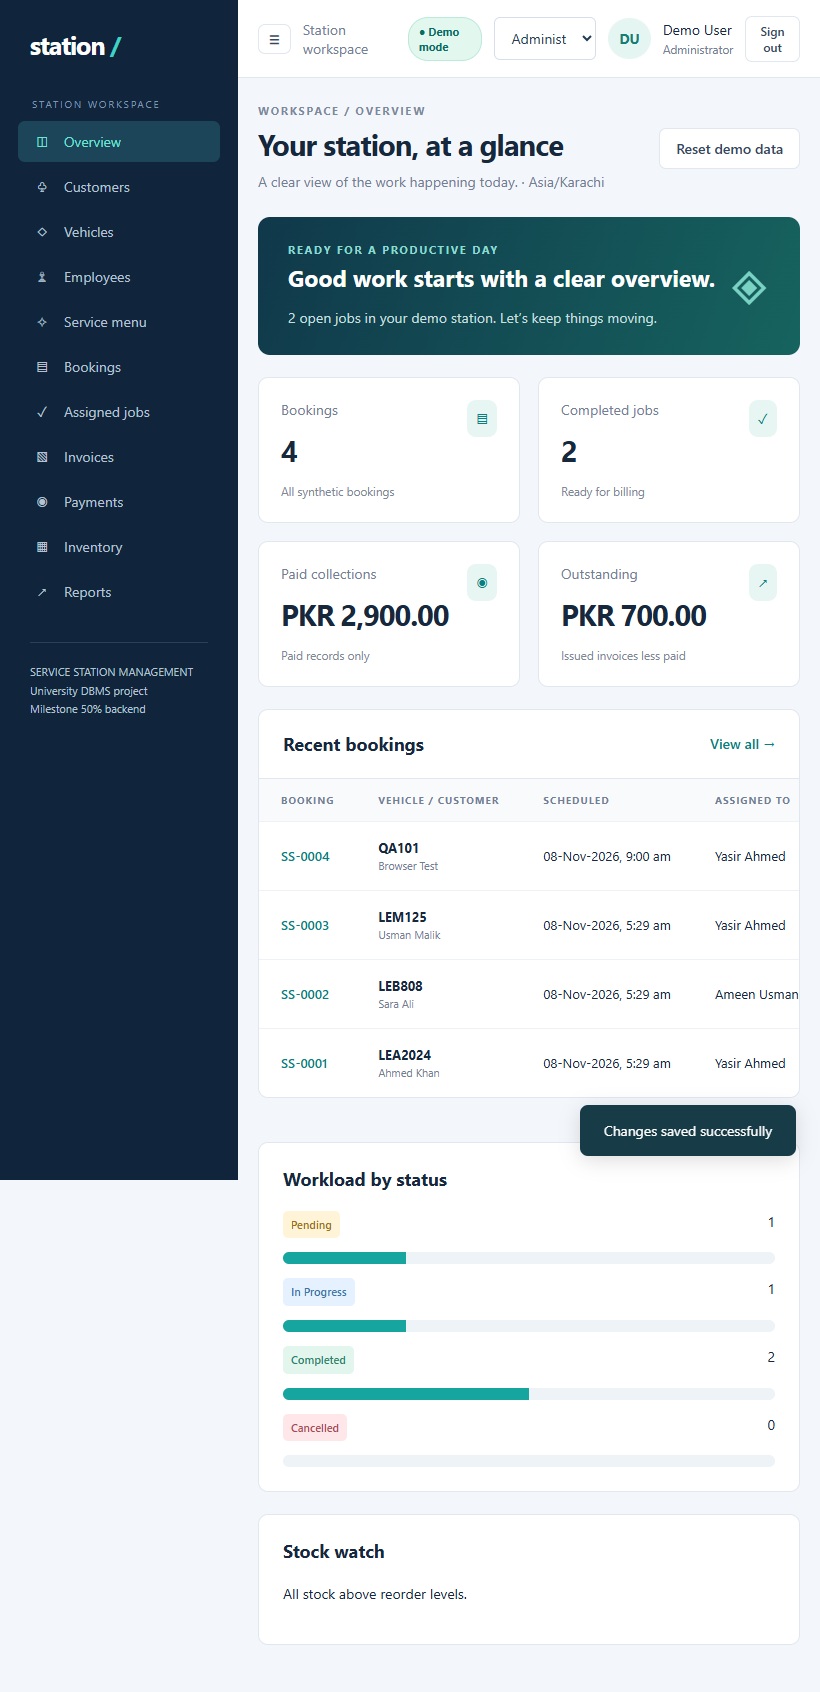 station /
STATION WORKSPACE
Overview
Customers
Vehicles
Employees
Service menu
Bookings
Assigned jobs
Invoices
Payments
Inventory
Reports
SERVICE STATION MANAGEMENT
University DBMS project
Milestone 50% backend
Station
workspace
• Demo
mode
Administ
DU
Demo User
Administrator
Sign
out
WORKSPACE / OVERVIEW
Your station, at a glance
A clear view of the work happening today. · Asia/Karachi
Reset demo data
READY FOR A PRODUCTIVE DAY
Good work starts with a clear overview.
2 open jobs in your demo station. Let’s keep things moving.
Bookings
4
All synthetic bookings
Completed jobs
2
Ready for billing
Paid collections
PKR 2,900.00
Paid records only
Outstanding
PKR 700.00
Issued invoices less paid
Recent bookings
View all →
BOOKING VEHICLE / CUSTOMER SCHEDULED ASSIGNED TO
SS-0004 QA101 08-Nov-2026, 9:00 am Yasir Ahmed
Browser Test
SS-0003 LEM125 08-Nov-2026, 5:29 am Yasir Ahmed
Usman Malik
SS-0002 LEB808 08-Nov-2026, 5:29 am Ameen Usman
Sara Ali
SS-0001 LEA2024 08-Nov-2026, 5:29 am Yasir Ahmed
Ahmed Khan
Changes saved successfully
Workload by status
Pending 1
In Progress 1
Completed 2
Cancelled 0
Stock watch
All stock above reorder levels.